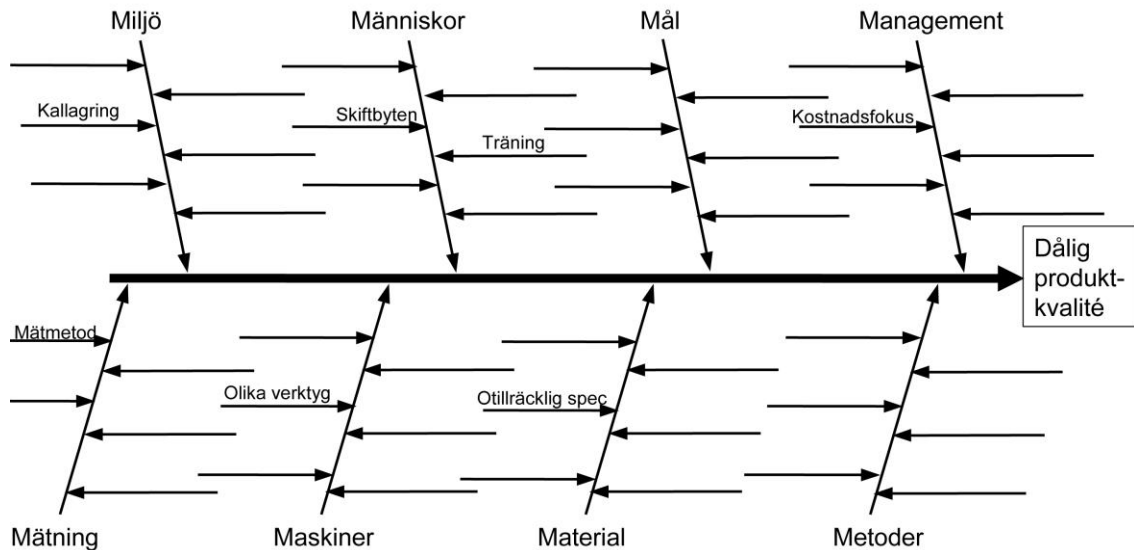 Miljö
Människor
Mål
Management
Kallagring
Skiftbyten
Träning
Kostnadsfokus
Dålig
produkt-
kvalité
Mätmetod
Olika verktyg
Otillräcklig spec
Mätning
Maskiner
Material
Metoder